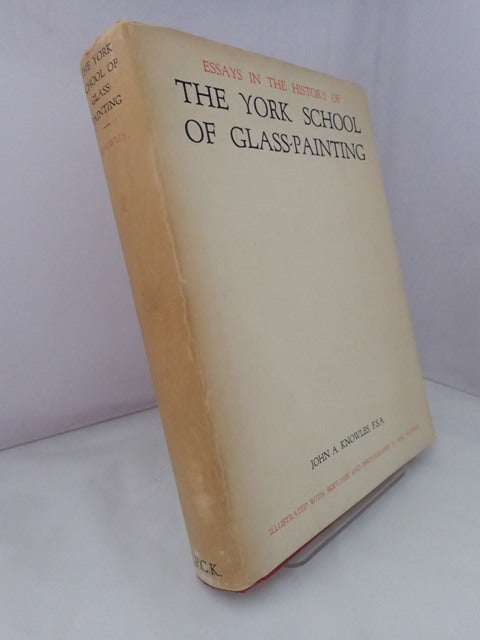 ESSAYS IN THE HISTORY OF
THE YORK SCHOOL
OF GLASS-PAINTING
JOHN A. KNOWLES, F.S.A.
ILLUSTRATED WITH SKETCHES AND PHOTOGRAPHS BY THE AUTHOR
THE YORK
SCHOOL OF
GLASS-
PAINTING
KNOWLES
S.P.C.K.